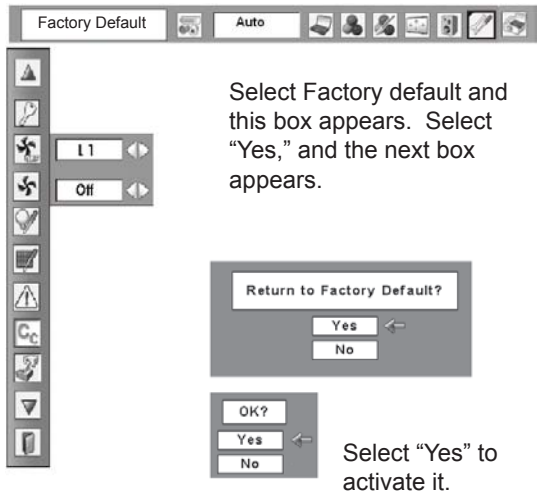 Factory Default Auto
Select Factory default and
this box appears. Select
“Yes,” and the next box
appears.
L1
Off
Cc
Return to Factory Default?
Yes
No
OK?
Yes
No
Select “Yes” to
activate it.